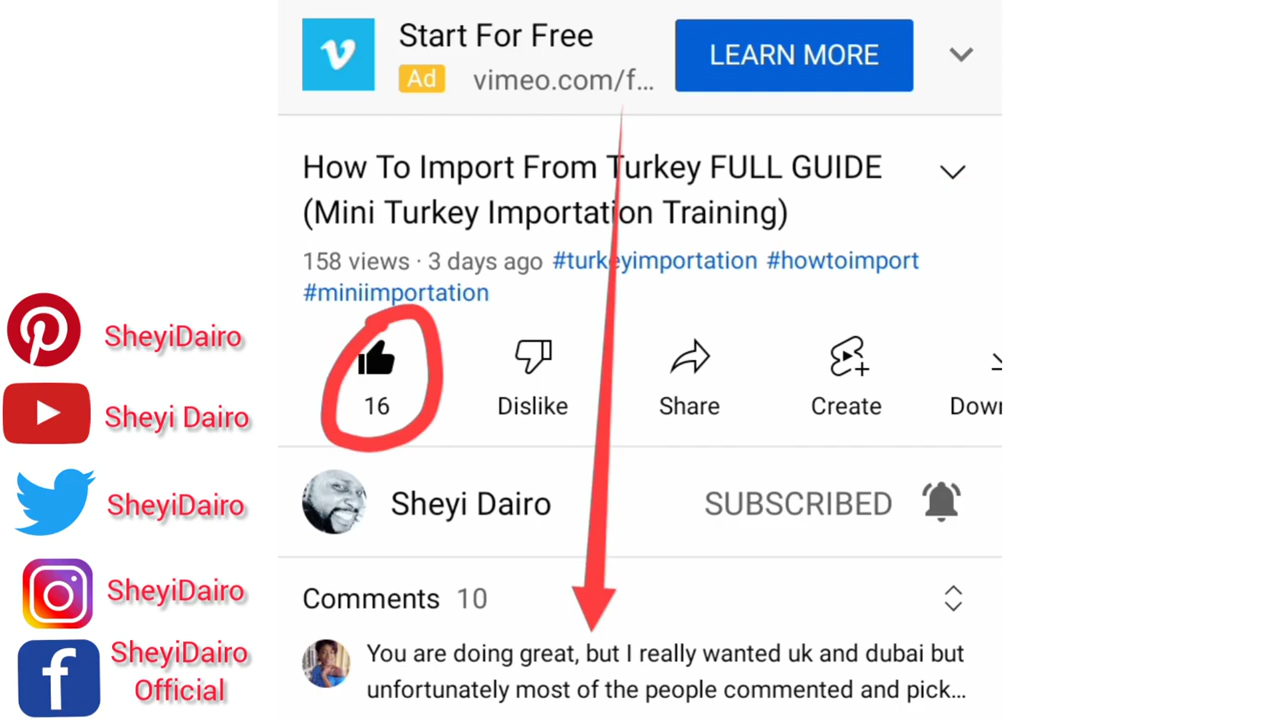 Start For Free
Ad vimeo.com/f...
LEARN MORE
How To Import From Turkey FULL GUIDE
(Mini Turkey Importation Training)
158 views · 3 days ago #turkeyimportation #howtoimport
#miniimportation
16
Dislike
Share
Create
Down
Sheyi Dairo
SUBSCRIBED
Comments 10
You are doing great, but I really wanted uk and dubai but
unfortunately most of the people commented and pick...
SheyiDairo
Sheyi Dairo
SheyiDairo
SheyiDairo
SheyiDairo
Official